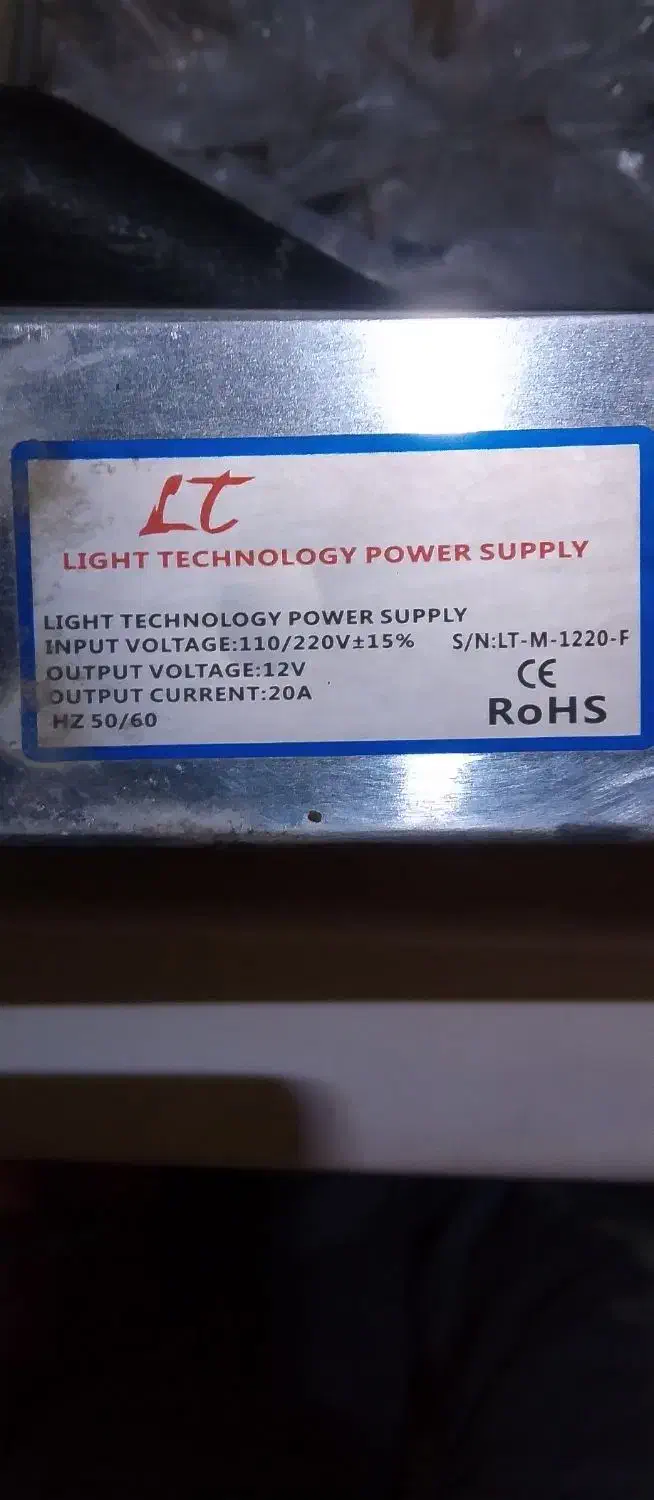 LT
LIGHT TECHNOLOGY POWER SUPPLY
LIGHT TECHNOLOGY POWER SUPPLY
INPUT VOLTAGE:110/220V±15% S/N:LT-M-1220-F
OUTPUT VOLTAGE:12V
OUTPUT CURRENT:20A
HZ 50/60
CE
RoHS